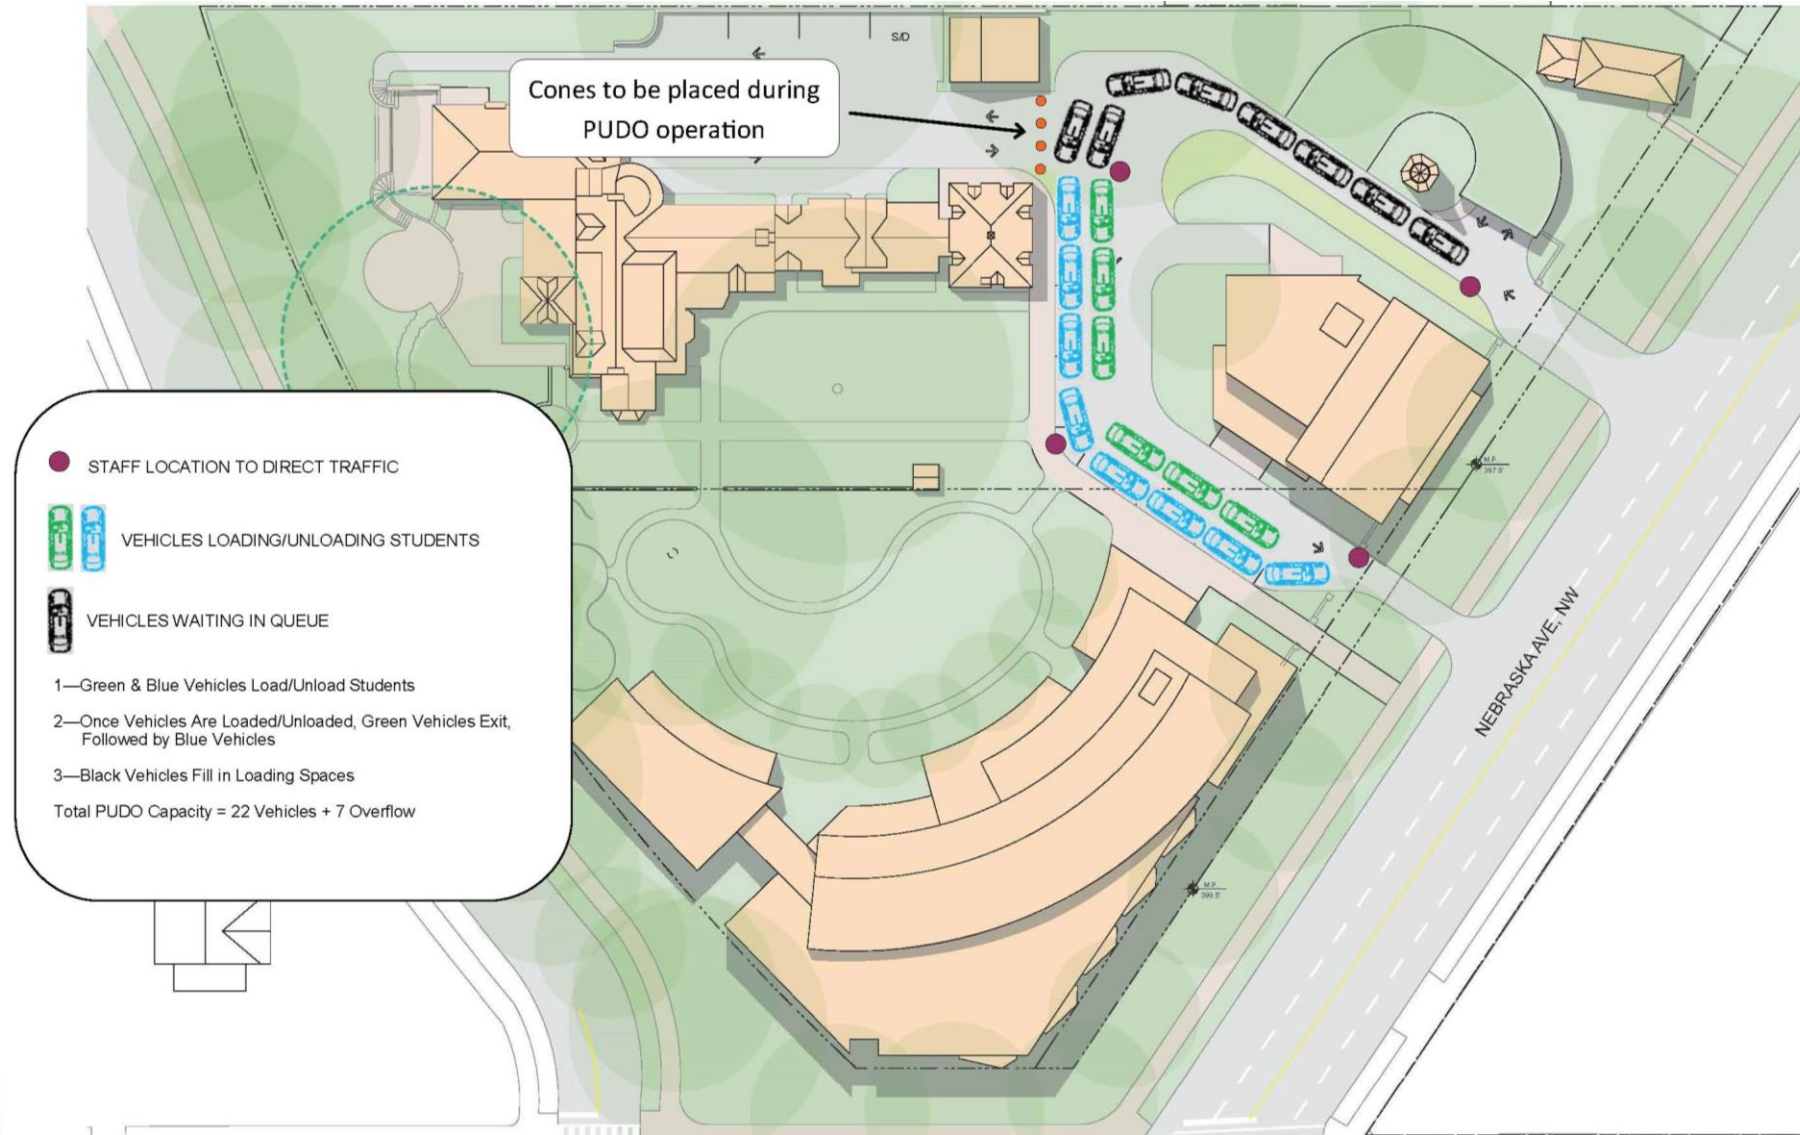 S/D
Cones to be placed during
PUDO operation
STAFF LOCATION TO DIRECT TRAFFIC
VEHICLES LOADING/UNLOADING STUDENTS
VEHICLES WAITING IN QUEUE
1—Green & Blue Vehicles Load/Unload Students
2—Once Vehicles Are Loaded/Unloaded, Green Vehicles Exit,
Followed by Blue Vehicles
3—Black Vehicles Fill in Loading Spaces
Total PUDO Capacity = 22 Vehicles + 7 Overflow
M.P.
NEBRASKA AVE, NW
M.P.